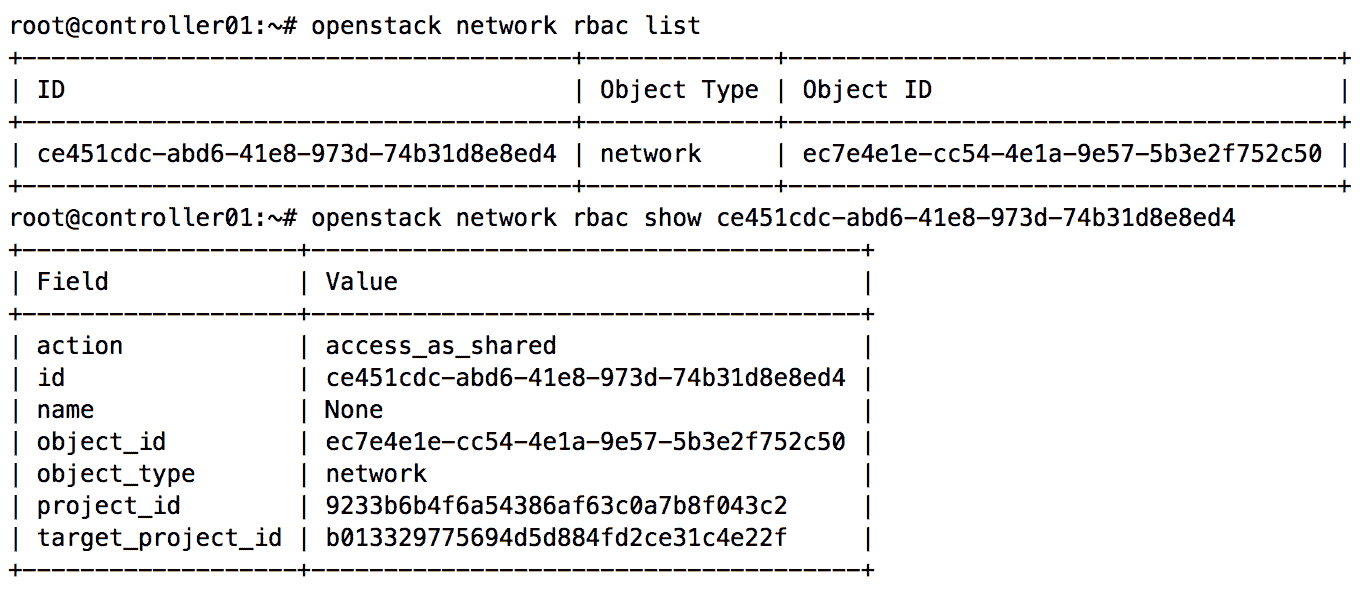 root@controller01:~# openstack network rbac list
+--------------------------------------+-------------+--------------------------------------+
| ID                                   | Object Type | Object ID                            |
+--------------------------------------+-------------+--------------------------------------+
| ce451cdc-abd6-41e8-973d-74b31d8e8ed4 | network     | ec7e4e1e-cc54-4e1a-9e57-5b3e2f752c50 |
+--------------------------------------+-------------+--------------------------------------+
root@controller01:~# openstack network rbac show ce451cdc-abd6-41e8-973d-74b31d8e8ed4
+-------------------+--------------------------------------+
| Field             | Value                                |
+-------------------+--------------------------------------+
| action            | access_as_shared                     |
| id                | ce451cdc-abd6-41e8-973d-74b31d8e8ed4 |
| name              | None                                 |
| object_id         | ec7e4e1e-cc54-4e1a-9e57-5b3e2f752c50 |
| object_type       | network                              |
| project_id        | 9233b6b4f6a54386af63c0a7b8f043c2     |
| target_project_id | b013329775694d5d884fd2ce31c4e22f     |
+-------------------+--------------------------------------+